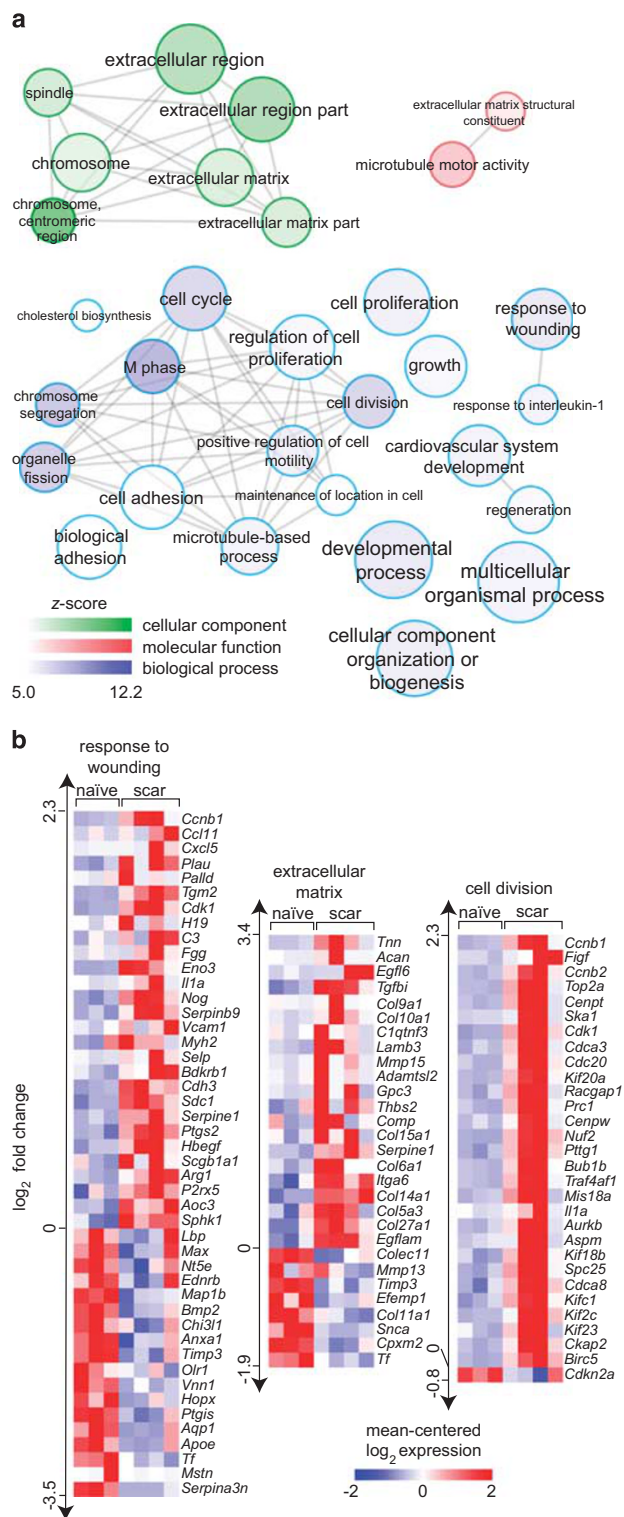 a
extracellular region
spindle
extracellular region part
extracellular matrix structural
constituent
chromosome
extracellular matrix
microtubule motor activity
chromosome,
centromeric
region
extracellular matrix part
cell cycle
cell proliferation
response to
wounding
cholesterol biosynthesis
regulation of cell
proliferation
M phase
growth
chromosome
segregation
cell division
response to interleukin-1
positive regulation of cell
motility
cardiovascular system
development
organelle
fission
cell adhesion
maintenance of location in cell
regeneration
biological
adhesion
microtubule-based
process
developmental
process
multicellular
organismal process
z-score
cellular component
molecular function
biological process
5.0
12.2
cellular component
organization or
biogenesis
b
response to
wounding
naïve
scar
2.3
0
-3.5
log2 fold change
Ccnb1
Ccl11
Cxcl5
Plau
Palld
Tgm2
Cdk1
H19
C3
Fgg
Eno3
Il1a
Nog
Serpinb9
Vcam1
Myh2
Selp
Bdkrb1
Cdh3
Sdc1
Serpine1
Ptgs2
Hbegf
Scgb1a1
Arg1
P2rx5
Aoc3
Sphk1
Lbp
Max
Nt5e
Ednrb
Map1b
Bmp2
Chi3l1
Anxa1
Timp3
Olr1
Vnn1
Hopx
Ptgis
Aqp1
Apoe
Tf
Mstn
Serpina3n
extracellular
matrix
naïve
scar
3.4
0
-1.9
Tnn
Acan
Egfl6
Tgfbi
Col9a1
Col10a1
C1qtnf3
Lamb3
Mmp15
Adamtsl2
Gpc3
Thbs2
Comp
Col15a1
Serpine1
Col6a1
Itga6
Col14a1
Col5a3
Col27a1
Egflam
Colec11
Mmp13
Timp3
Efemp1
Col11a1
Snca
Cpxm2
Tf
cell division
naïve
scar
2.3
0
-0.8
Ccnb1
Figf
Ccnb2
Top2a
Cenpt
Ska1
Cdk1
Cdca3
Cdc20
Kif20a
Racgap1
Prc1
Cenpw
Nuf2
Pttg1
Bub1b
Traf4af1
Mis18a
Il1a
Aurkb
Aspm
Kif18b
Spc25
Cdca8
Kifc1
Kif2c
Kif23
Ckap2
Birc5
Cdkn2a
mean-centered
log2 expression
-2
0
2